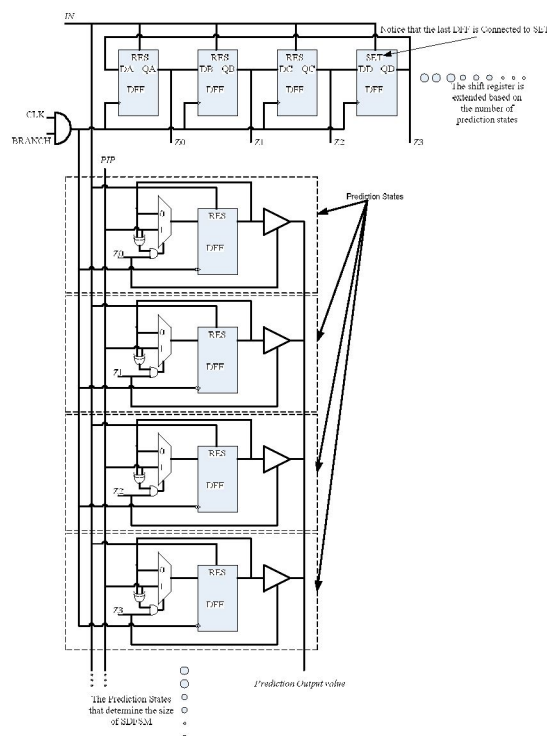 IN
Notice that the last DFF is Connected to SET
RES RES RES SET
DA QA DB QB DC QC DD QD
DFF DFF DFF DFF
The shift register is
extended based on
the number of
prediction states
CLK
BRANCH
Z0 Z1 Z2 Z3
PIP
Prediction States
RES
0
DFF
1
Z0
RES
0
DFF
1
Z1
RES
0
DFF
1
Z2
RES
0
DFF
1
Z3
Prediction Output value
The Prediction States
that determine the size
of SDFSM